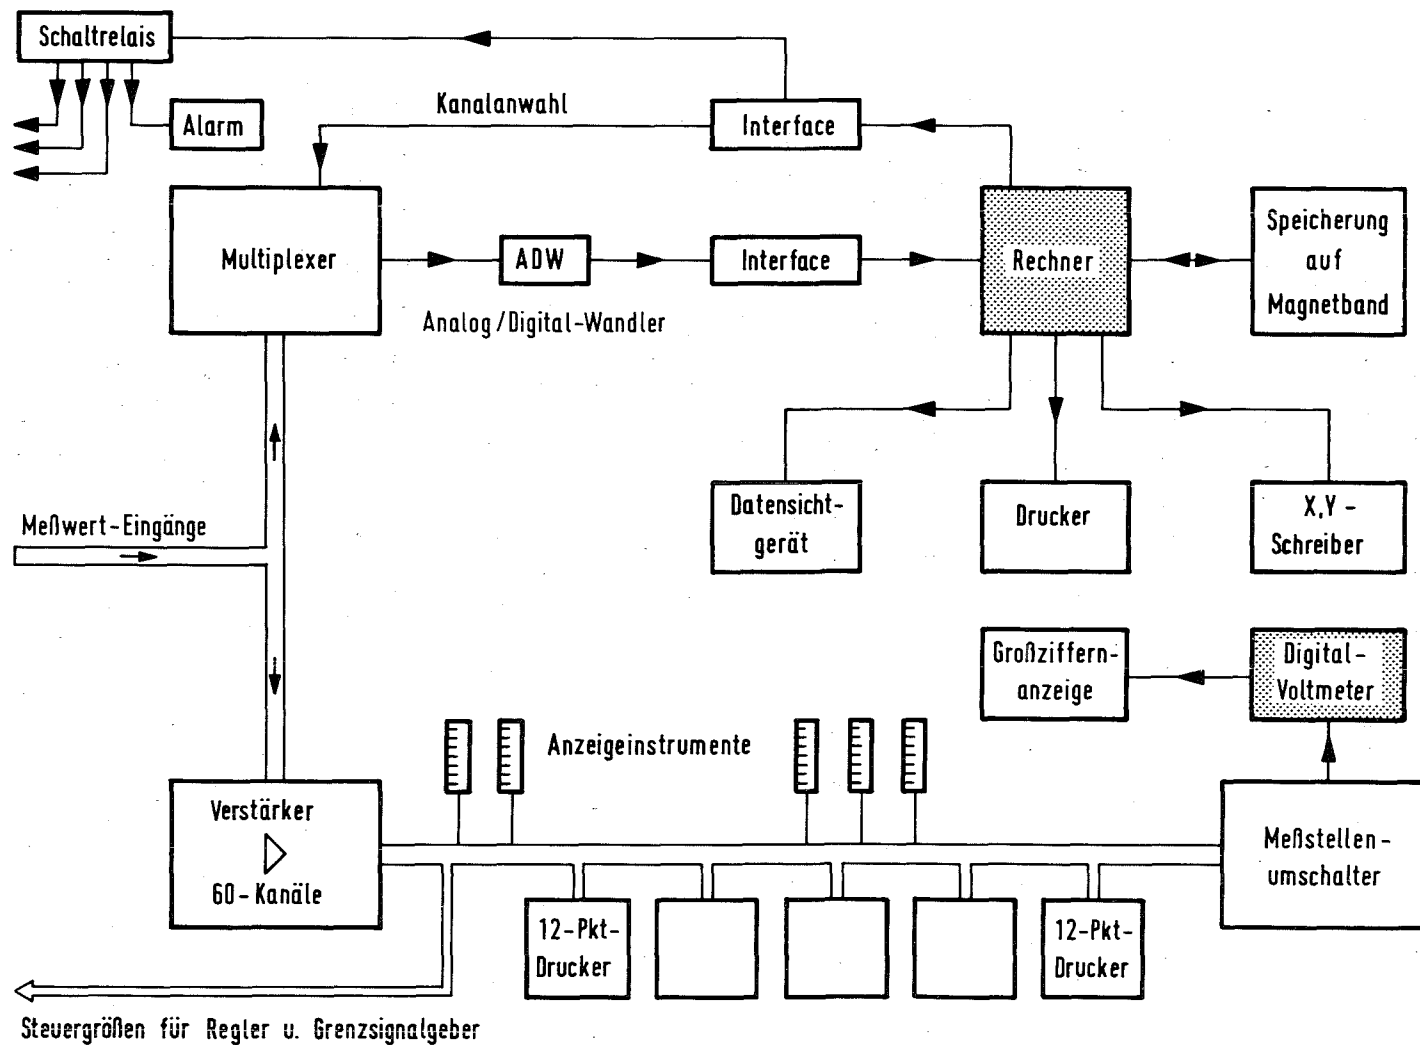 Schaltrelais
Alarm
Kanalanwahl
Interface
Multiplexer
ADW
Interface
Rechner
Speicherung
auf
Magnetband
Analog/Digital-Wandler
Meßwert-Eingänge
Datensicht-
gerät
Drucker
X,Y-
Schreiber
Großziffern-
anzeige
Digital-
Voltmeter
Anzeigeinstrumente
Verstärker
60-Kanäle
Meßstellen-
umschalter
12-Pkt-
Drucker
12-Pkt-
Drucker
Steuergrößen für Regler u. Grenzsignalgeber